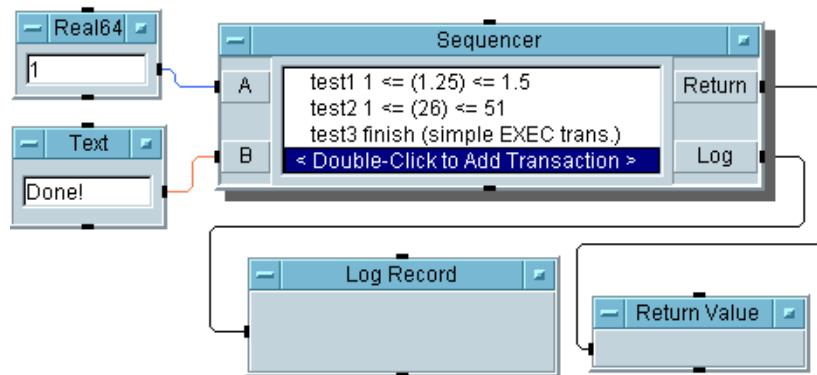 Real64
1
Text
Done!
Sequencer
A
B
test1 1 <= (1.25) <= 1.5
test2 1 <= (26) <= 51
test3 finish (simple EXEC trans.)
< Double-Click to Add Transaction >
Return
Log
Log Record
Return Value